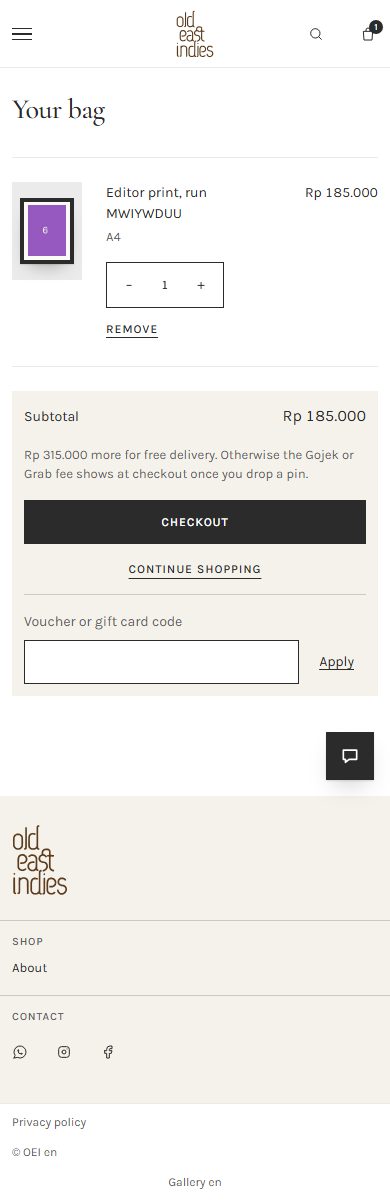 old
east
indies
1
Your bag
6
Editor print, run
MWIYWDUU
Rp 185.000
A4
- 1 +
REMOVE
Subtotal
Rp 185.000
Rp 315.000 more for free delivery. Otherwise the Gojek or
Grab fee shows at checkout once you drop a pin.
CHECKOUT
CONTINUE SHOPPING
Voucher or gift card code
Apply
old
east
indies
SHOP
About
CONTACT
Privacy policy
© OEI en
Gallery en